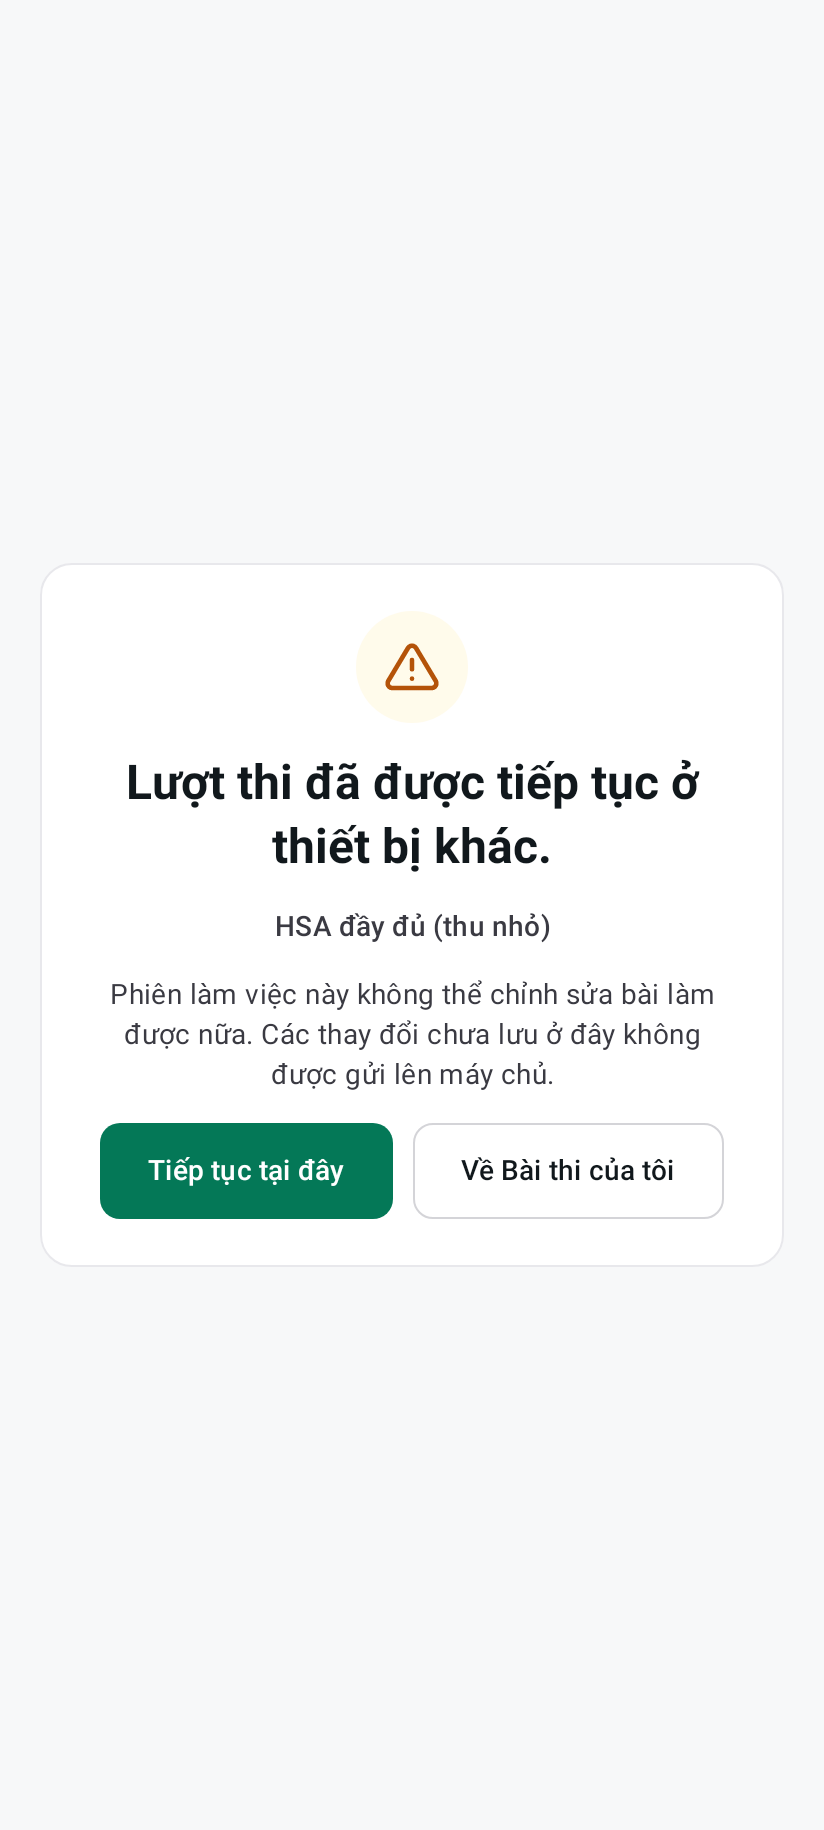 Lượt thi đã được tiếp tục ở
thiết bị khác.
HSA đầy đủ (thu nhỏ)
Phiên làm việc này không thể chỉnh sửa bài làm
được nữa. Các thay đổi chưa lưu ở đây không
được gửi lên máy chủ.
Tiếp tục tại đây
Về Bài thi của tôi